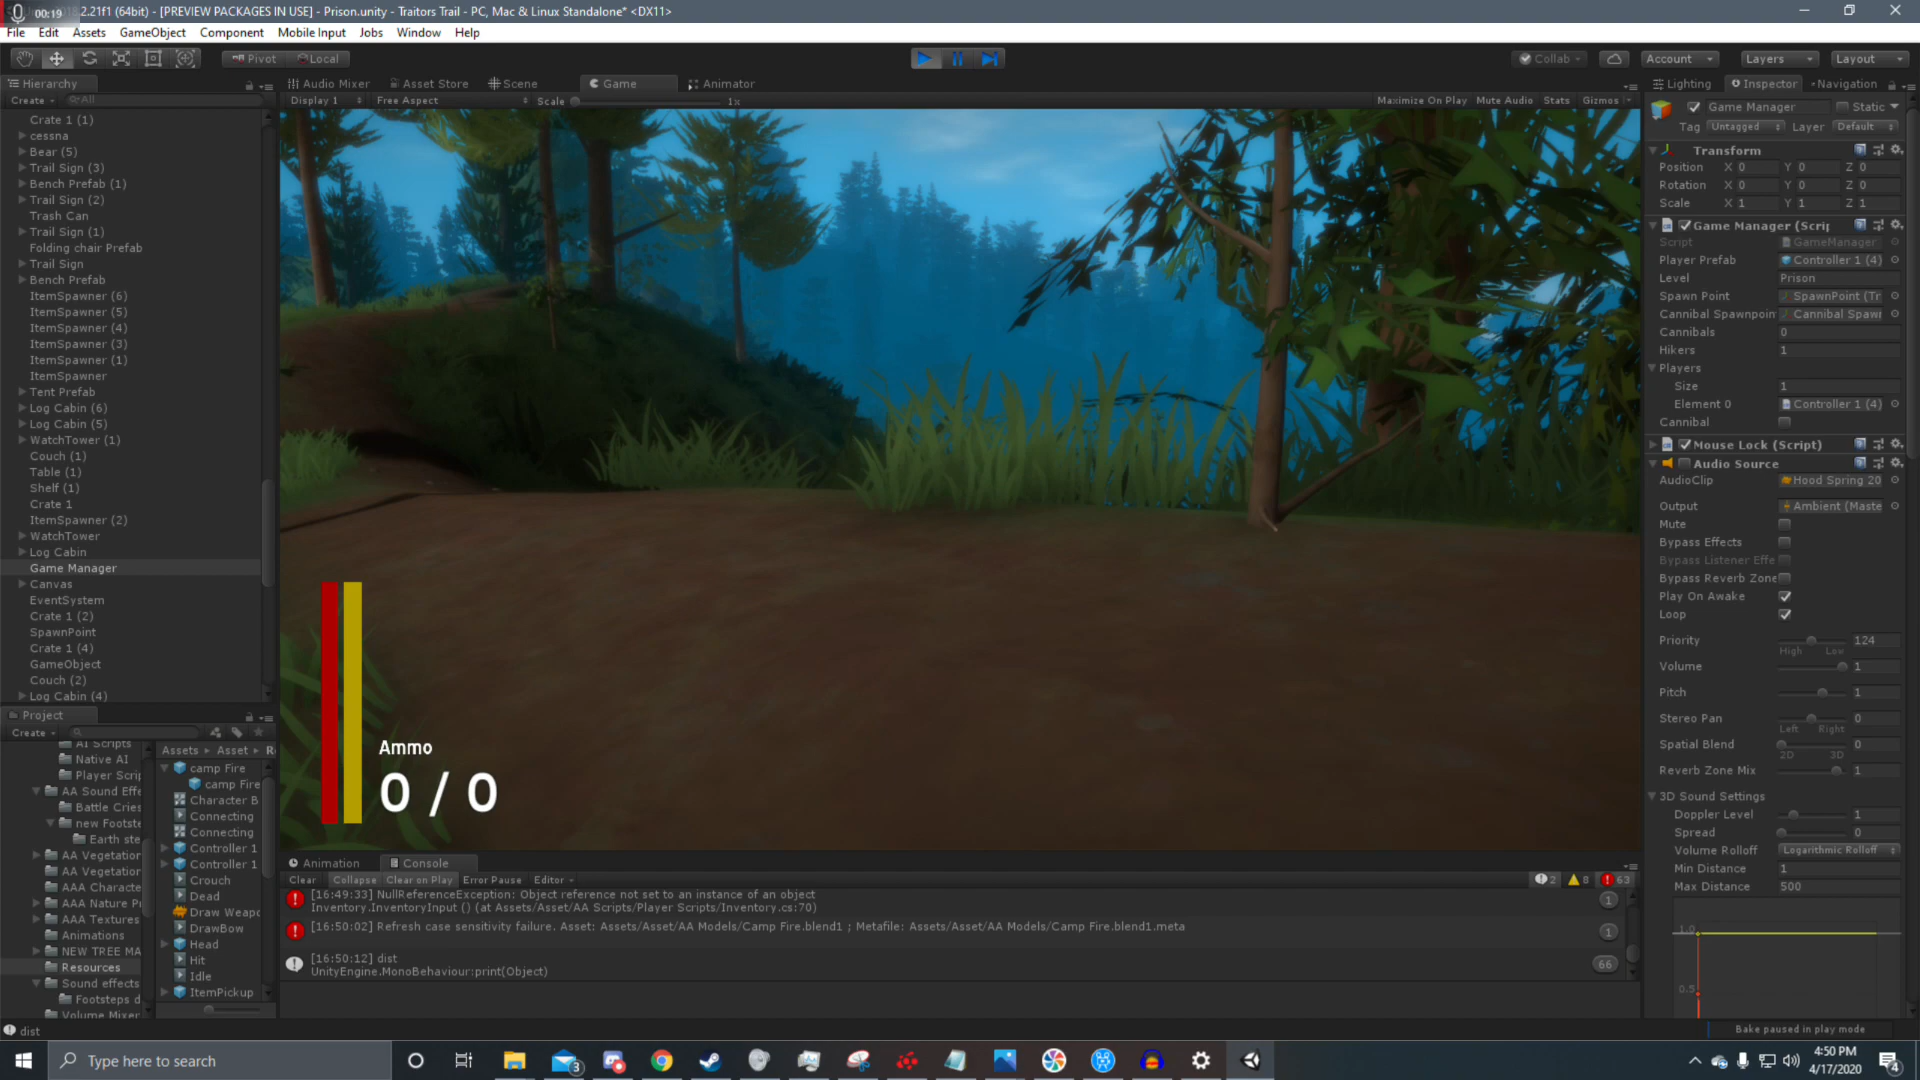 00:19 2.21f1 (64bit) - [PREVIEW PACKAGES IN USE] - Prison.unity - Traitors Trail - PC, Mac & Linux Standalone* <DX11>
File Edit Assets GameObject Component Mobile Input Jobs Window Help
Pivot Local Collab Account Layers Layout
Hierarchy
Create All
Crate 1 (1)
cessna
Bear (5)
Trail Sign (3)
Bench Prefab (1)
Trail Sign (2)
Trash Can
Trail Sign (1)
Folding chair Prefab
Trail Sign
Bench Prefab
ItemSpawner (6)
ItemSpawner (5)
ItemSpawner (4)
ItemSpawner (3)
ItemSpawner (1)
ItemSpawner
Tent Prefab
Log Cabin (6)
Log Cabin (5)
WatchTower (1)
Couch (1)
Table (1)
Shelf (1)
Crate 1
ItemSpawner (2)
WatchTower
Log Cabin
Game Manager
Canvas
EventSystem
Crate 1 (2)
SpawnPoint
Crate 1 (4)
GameObject
Couch (2)
Log Cabin (4)
Project
Create
AI Scripts
Native AI
Player Scrip
AA Sound Effe
Battle Cries
new Footste
Earth ste
AA Vegetation
AA Vegetation
AAA Characte
AAA Nature Pr
AAA Textures
Animations
NEW TREE MA
Resources
Sound effects
Footsteps d
Volume Mixer
Assets Asset R
camp Fire
camp Fire
Character B
Connecting
Connecting
Controller 1
Controller 1
Crouch
Dead
Draw Weapo
DrawBow
Head
Hit
Idle
ItemPickup
Audio Mixer Asset Store Scene Game Animator
Display 1 Free Aspect Scale 1x Maximize On Play Mute Audio Stats Gizmos
Ammo
0 / 0
Animation Console
Clear Collapse Clear on Play Error Pause Editor 2 8 63
[16:49:33] NullReferenceException: Object reference not set to an instance of an object
Inventory.InventoryInput () (at Assets/Asset/AA Scripts/Player Scripts/Inventory.cs:70) 1
[16:50:02] Refresh case sensitivity failure. Asset: Assets/Asset/AA Models/Camp Fire.blend1 ; Metafile: Assets/Asset/AA Models/Camp Fire.blend1.meta 1
[16:50:12] dist
UnityEngine.MonoBehaviour:print(Object) 66
Lighting Inspector Navigation
Game Manager Static
Tag Untagged Layer Default
Transform
Position X 0 Y 0 Z 0
Rotation X 0 Y 0 Z 0
Scale X 1 Y 1 Z 1
Game Manager (Scrip
Script GameManager
Player Prefab Controller 1 (4)
Level Prison
Spawn Point SpawnPoint (Tr
Cannibal Spawnpoin Cannibal Spawn
Cannibals 0
Hikers 1
Players
Size 1
Element 0 Controller 1 (4)
Cannibal
Mouse Lock (Script)
Audio Source
AudioClip Hood Spring 20
Output Ambient (Maste
Mute
Bypass Effects
Bypass Listener Effe
Bypass Reverb Zone
Play On Awake
Loop
Priority 124
High Low
Volume 1
Pitch 1
Stereo Pan 0
Left Right
Spatial Blend 0
2D 3D
Reverb Zone Mix 1
3D Sound Settings
Doppler Level 1
Spread 0
Volume Rolloff Logarithmic Rolloff
Min Distance 1
Max Distance 500
1.0
0.5
dist
Bake paused in play mode
Type here to search
3
4:50 PM
4/17/2020
4